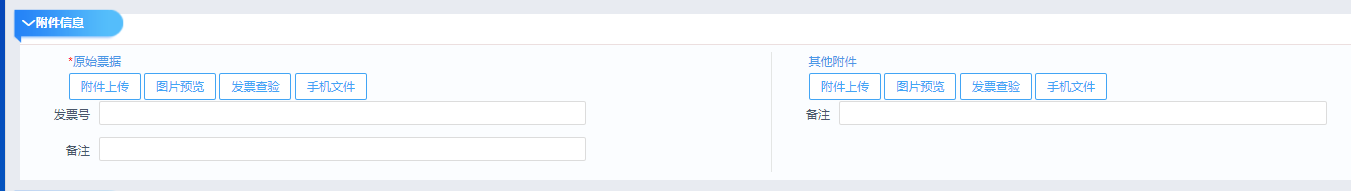 附件信息
*原始票据
附件上传 图片预览 发票查验 手机文件
发票号
备注
其他附件
附件上传 图片预览 发票查验 手机文件
备注